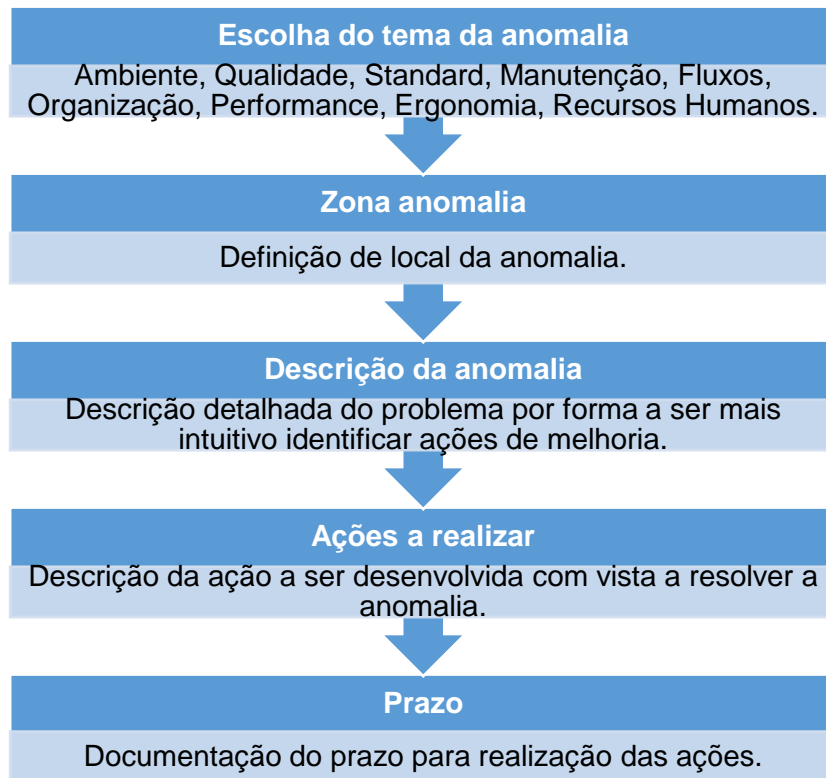 Escolha do tema da anomalia
Ambiente, Qualidade, Standard, Manutenção, Fluxos,
Organização, Performance, Ergonomia, Recursos Humanos.
Zona anomalia
Definição de local da anomalia.
Descrição da anomalia
Descrição detalhada do problema por forma a ser mais
intuitivo identificar ações de melhoria.
Ações a realizar
Descrição da ação a ser desenvolvida com vista a resolver a
anomalia.
Prazo
Documentação do prazo para realização das ações.